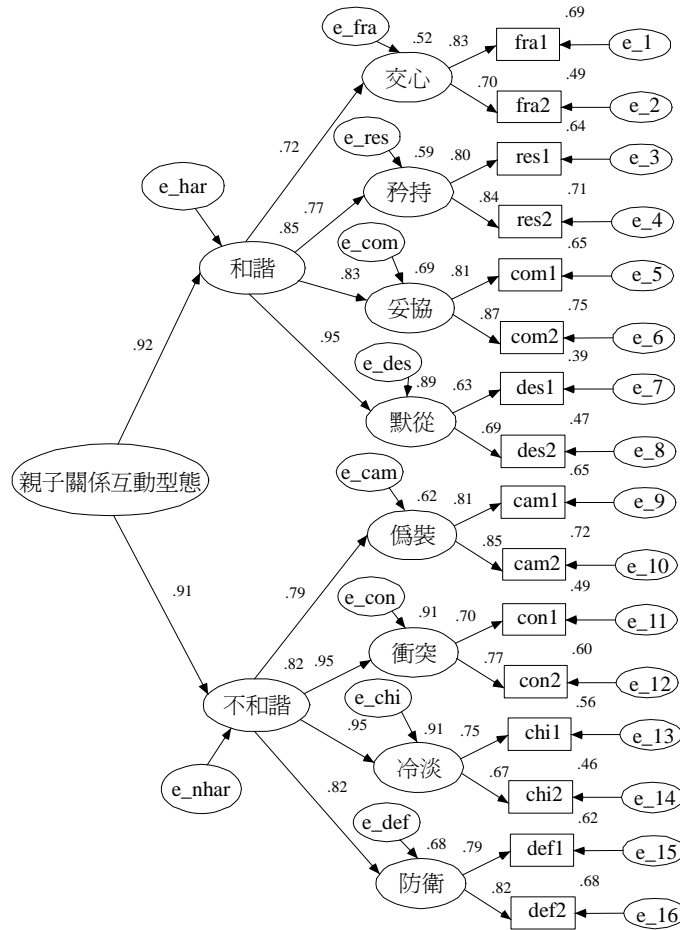 .69
e_fra .52 .83 fra1 e_1
交心 .49
.70 fra2 e_2
.64
e_res
.72 .59 .80 res1 e_3
e_har 矜持 .71
.77 .84 res2 e_4
.85 .65
e_com
和諧 .83 .69 .81 com1 e_5
妥協 .75
.87 com2 e_6
.92 .95 .39
e_des
.89 .63 des1 e_7
默從 .47
.69 des2 e_8
.65
親子關係互動型態
e_cam
.62 .81 cam1 e_9
偽裝 .72
.85 cam2 e_10
.91 .79 .49
e_con
.91 .70 con1 e_11
.82 .95 衝突 .60
.77 con2 e_12
不和諧 e_chi .56
.95 .91 .75 chi1 e_13
冷淡 .46
e_nhar .67 chi2 e_14
.82 .62
e_def
.68 .79 def1 e_15
防衛 .68
.82 def2 e_16